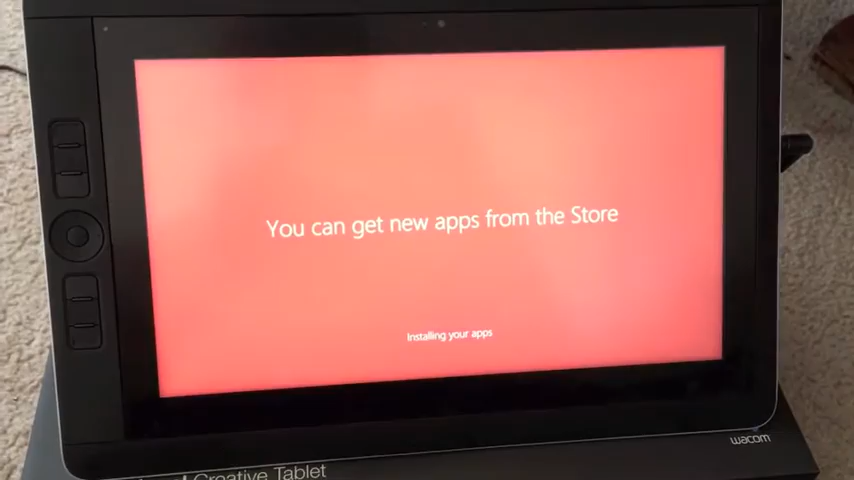 You can get new apps from the Store
Installing your apps
wacom
Creative Tablet